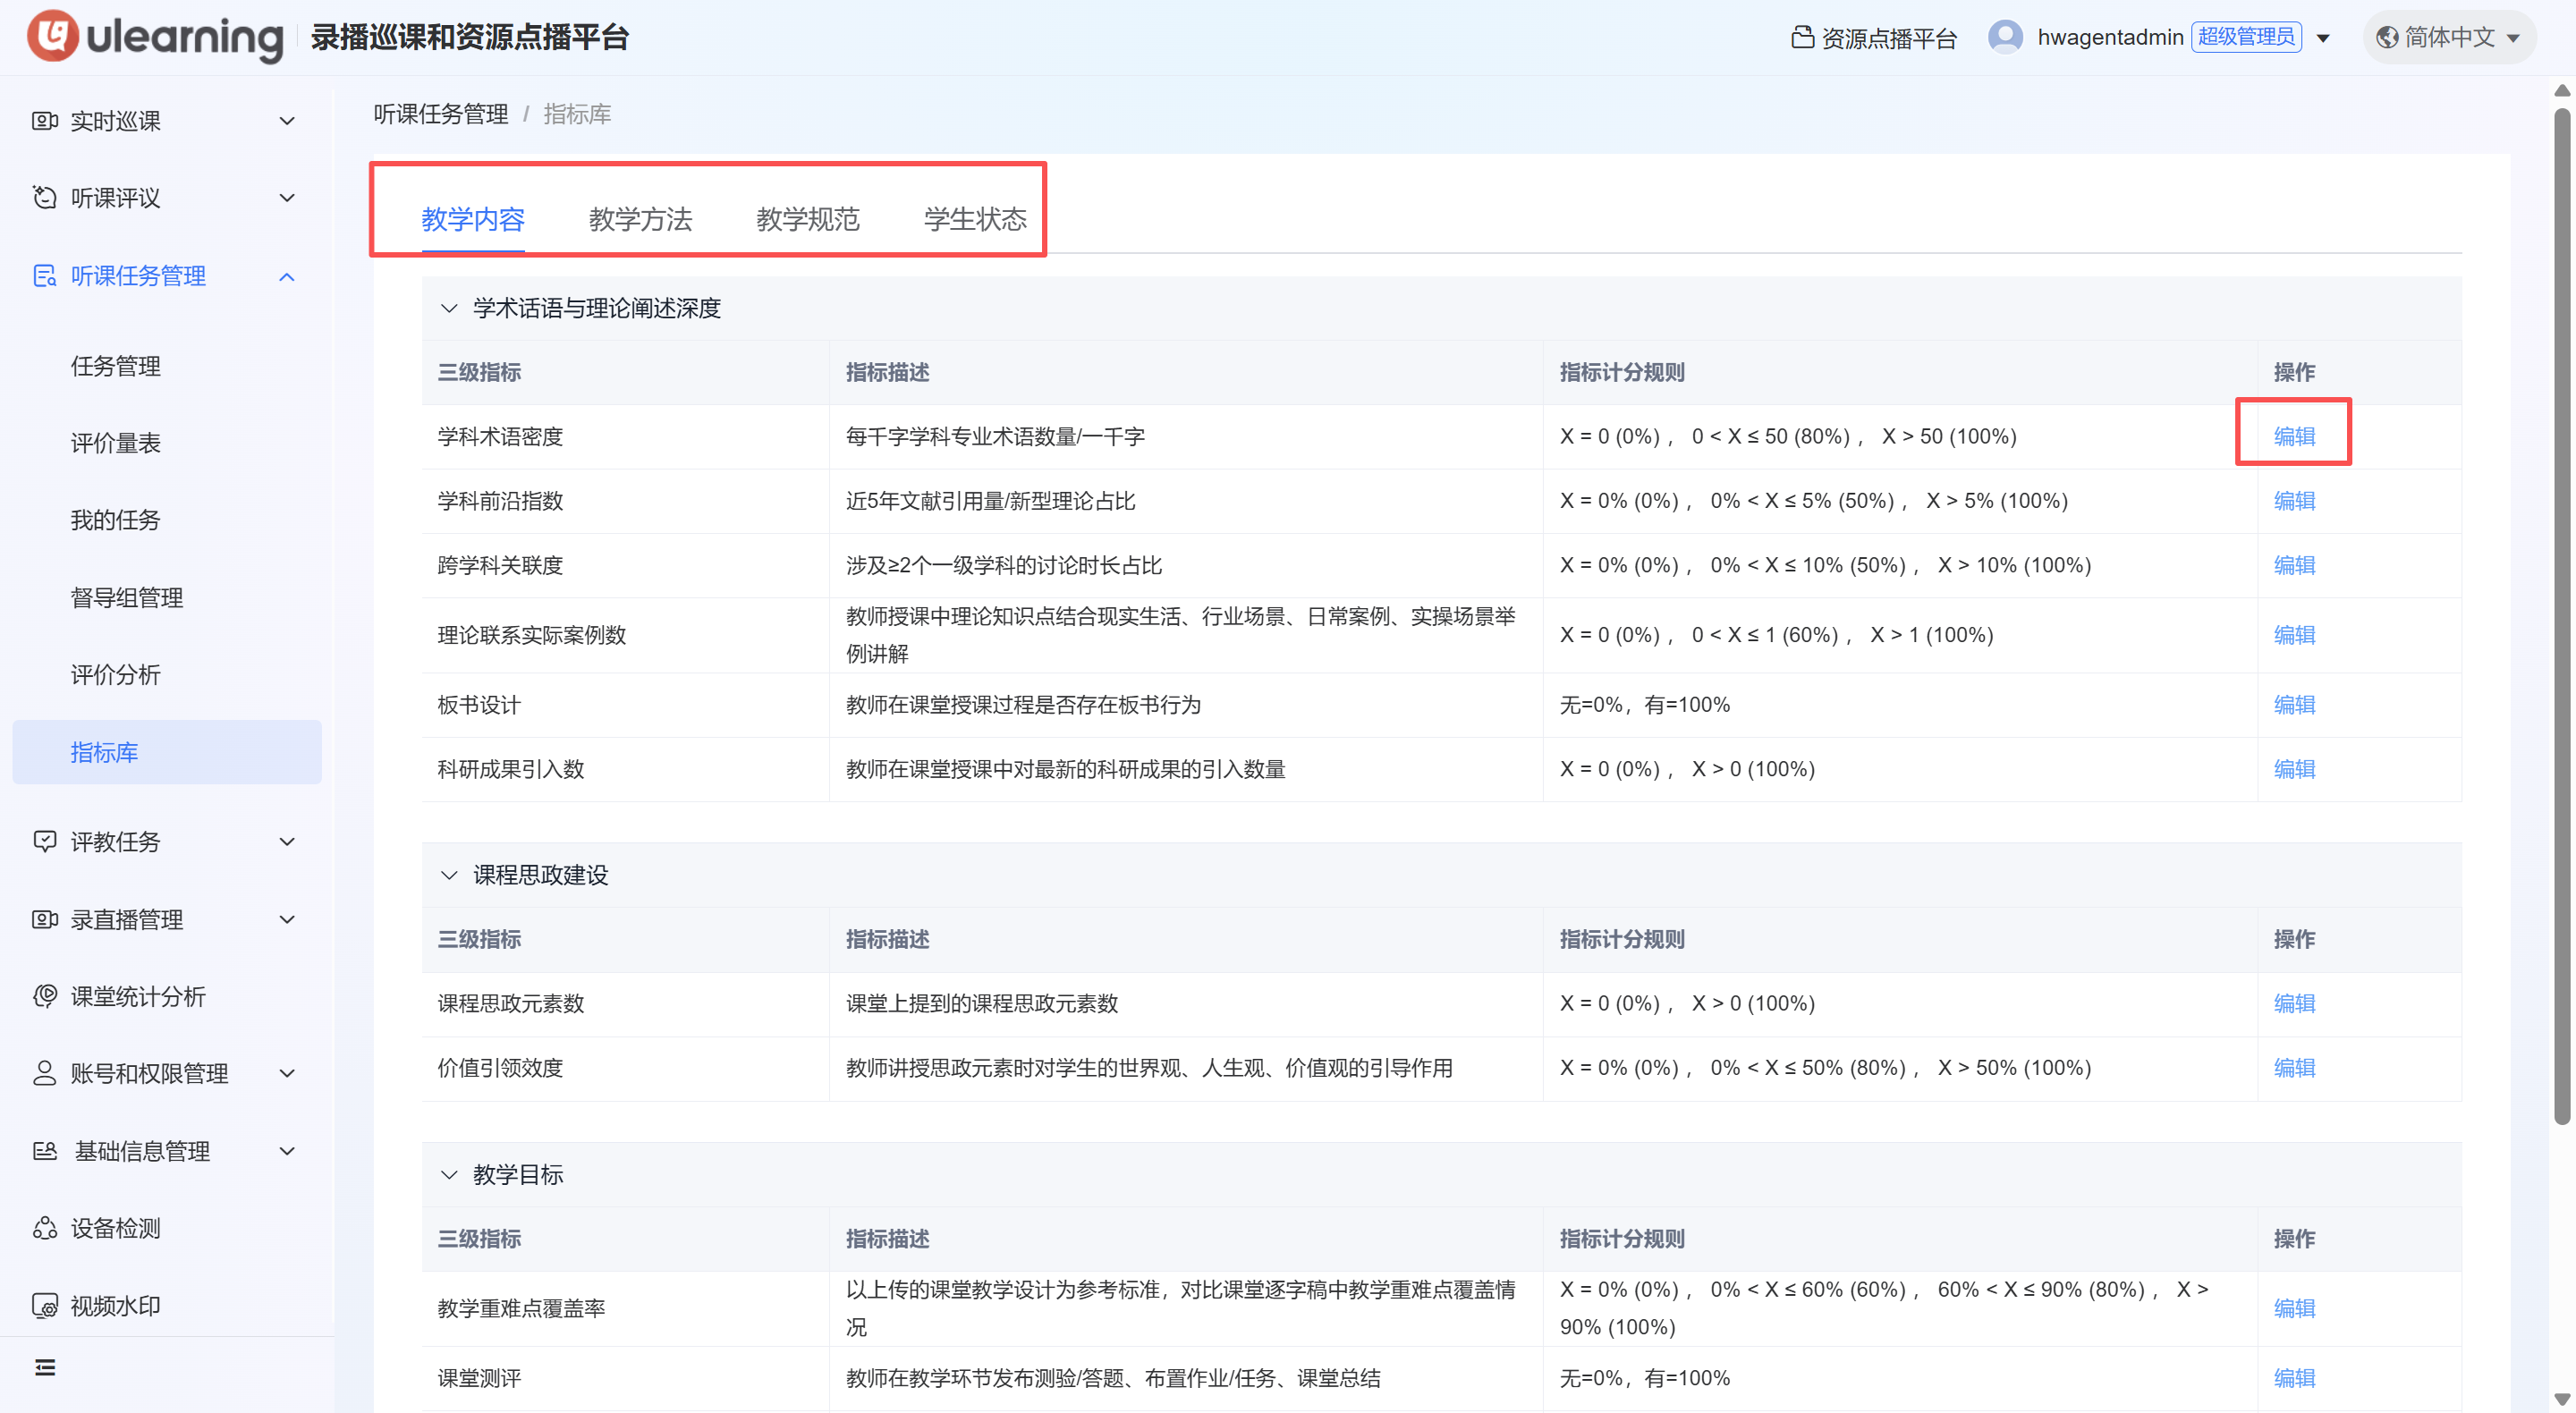 ulearning 录播巡课和资源点播平台
资源点播平台 hwagentadmin 超级管理员 简体中文
实时巡课
听课评议
听课任务管理
任务管理
评价量表
我的任务
督导组管理
评价分析
指标库
评教任务
录直播管理
课堂统计分析
账号和权限管理
基础信息管理
设备检测
视频水印
听课任务管理 / 指标库
教学内容 教学方法 教学规范 学生状态
学术话语与理论阐述深度
三级指标 指标描述 指标计分规则 操作
学科术语密度 每千字学科专业术语数量/一千字 X = 0 (0%) , 0 < X ≤ 50 (80%) , X > 50 (100%) 编辑
学科前沿指数 近5年文献引用量/新型理论占比 X = 0% (0%) , 0% < X ≤ 5% (50%) , X > 5% (100%) 编辑
跨学科关联度 涉及≥2个一级学科的讨论时长占比 X = 0% (0%) , 0% < X ≤ 10% (50%) , X > 10% (100%) 编辑
理论联系实际案例数 教师授课中理论知识点结合现实生活、行业场景、日常案例、实操场景举
例讲解 X = 0 (0%) , 0 < X ≤ 1 (60%) , X > 1 (100%) 编辑
板书设计 教师在课堂授课过程是否存在板书行为 无=0%，有=100% 编辑
科研成果引入数 教师在课堂授课中对最新的科研成果的引入数量 X = 0 (0%) , X > 0 (100%) 编辑
课程思政建设
三级指标 指标描述 指标计分规则 操作
课程思政元素数 课堂上提到的课程思政元素数 X = 0 (0%) , X > 0 (100%) 编辑
价值引领效度 教师讲授思政元素时对学生的世界观、人生观、价值观的引导作用 X = 0% (0%) , 0% < X ≤ 50% (80%) , X > 50% (100%) 编辑
教学目标
三级指标 指标描述 指标计分规则 操作
教学重难点覆盖率 以上传的课堂教学设计为参考标准，对比课堂逐字稿中教学重难点覆盖情
况 X = 0% (0%) , 0% < X ≤ 60% (60%) , 60% < X ≤ 90% (80%) , X >
90% (100%) 编辑
课堂测评 教师在教学环节发布测验/答题、布置作业/任务、课堂总结 无=0%，有=100% 编辑